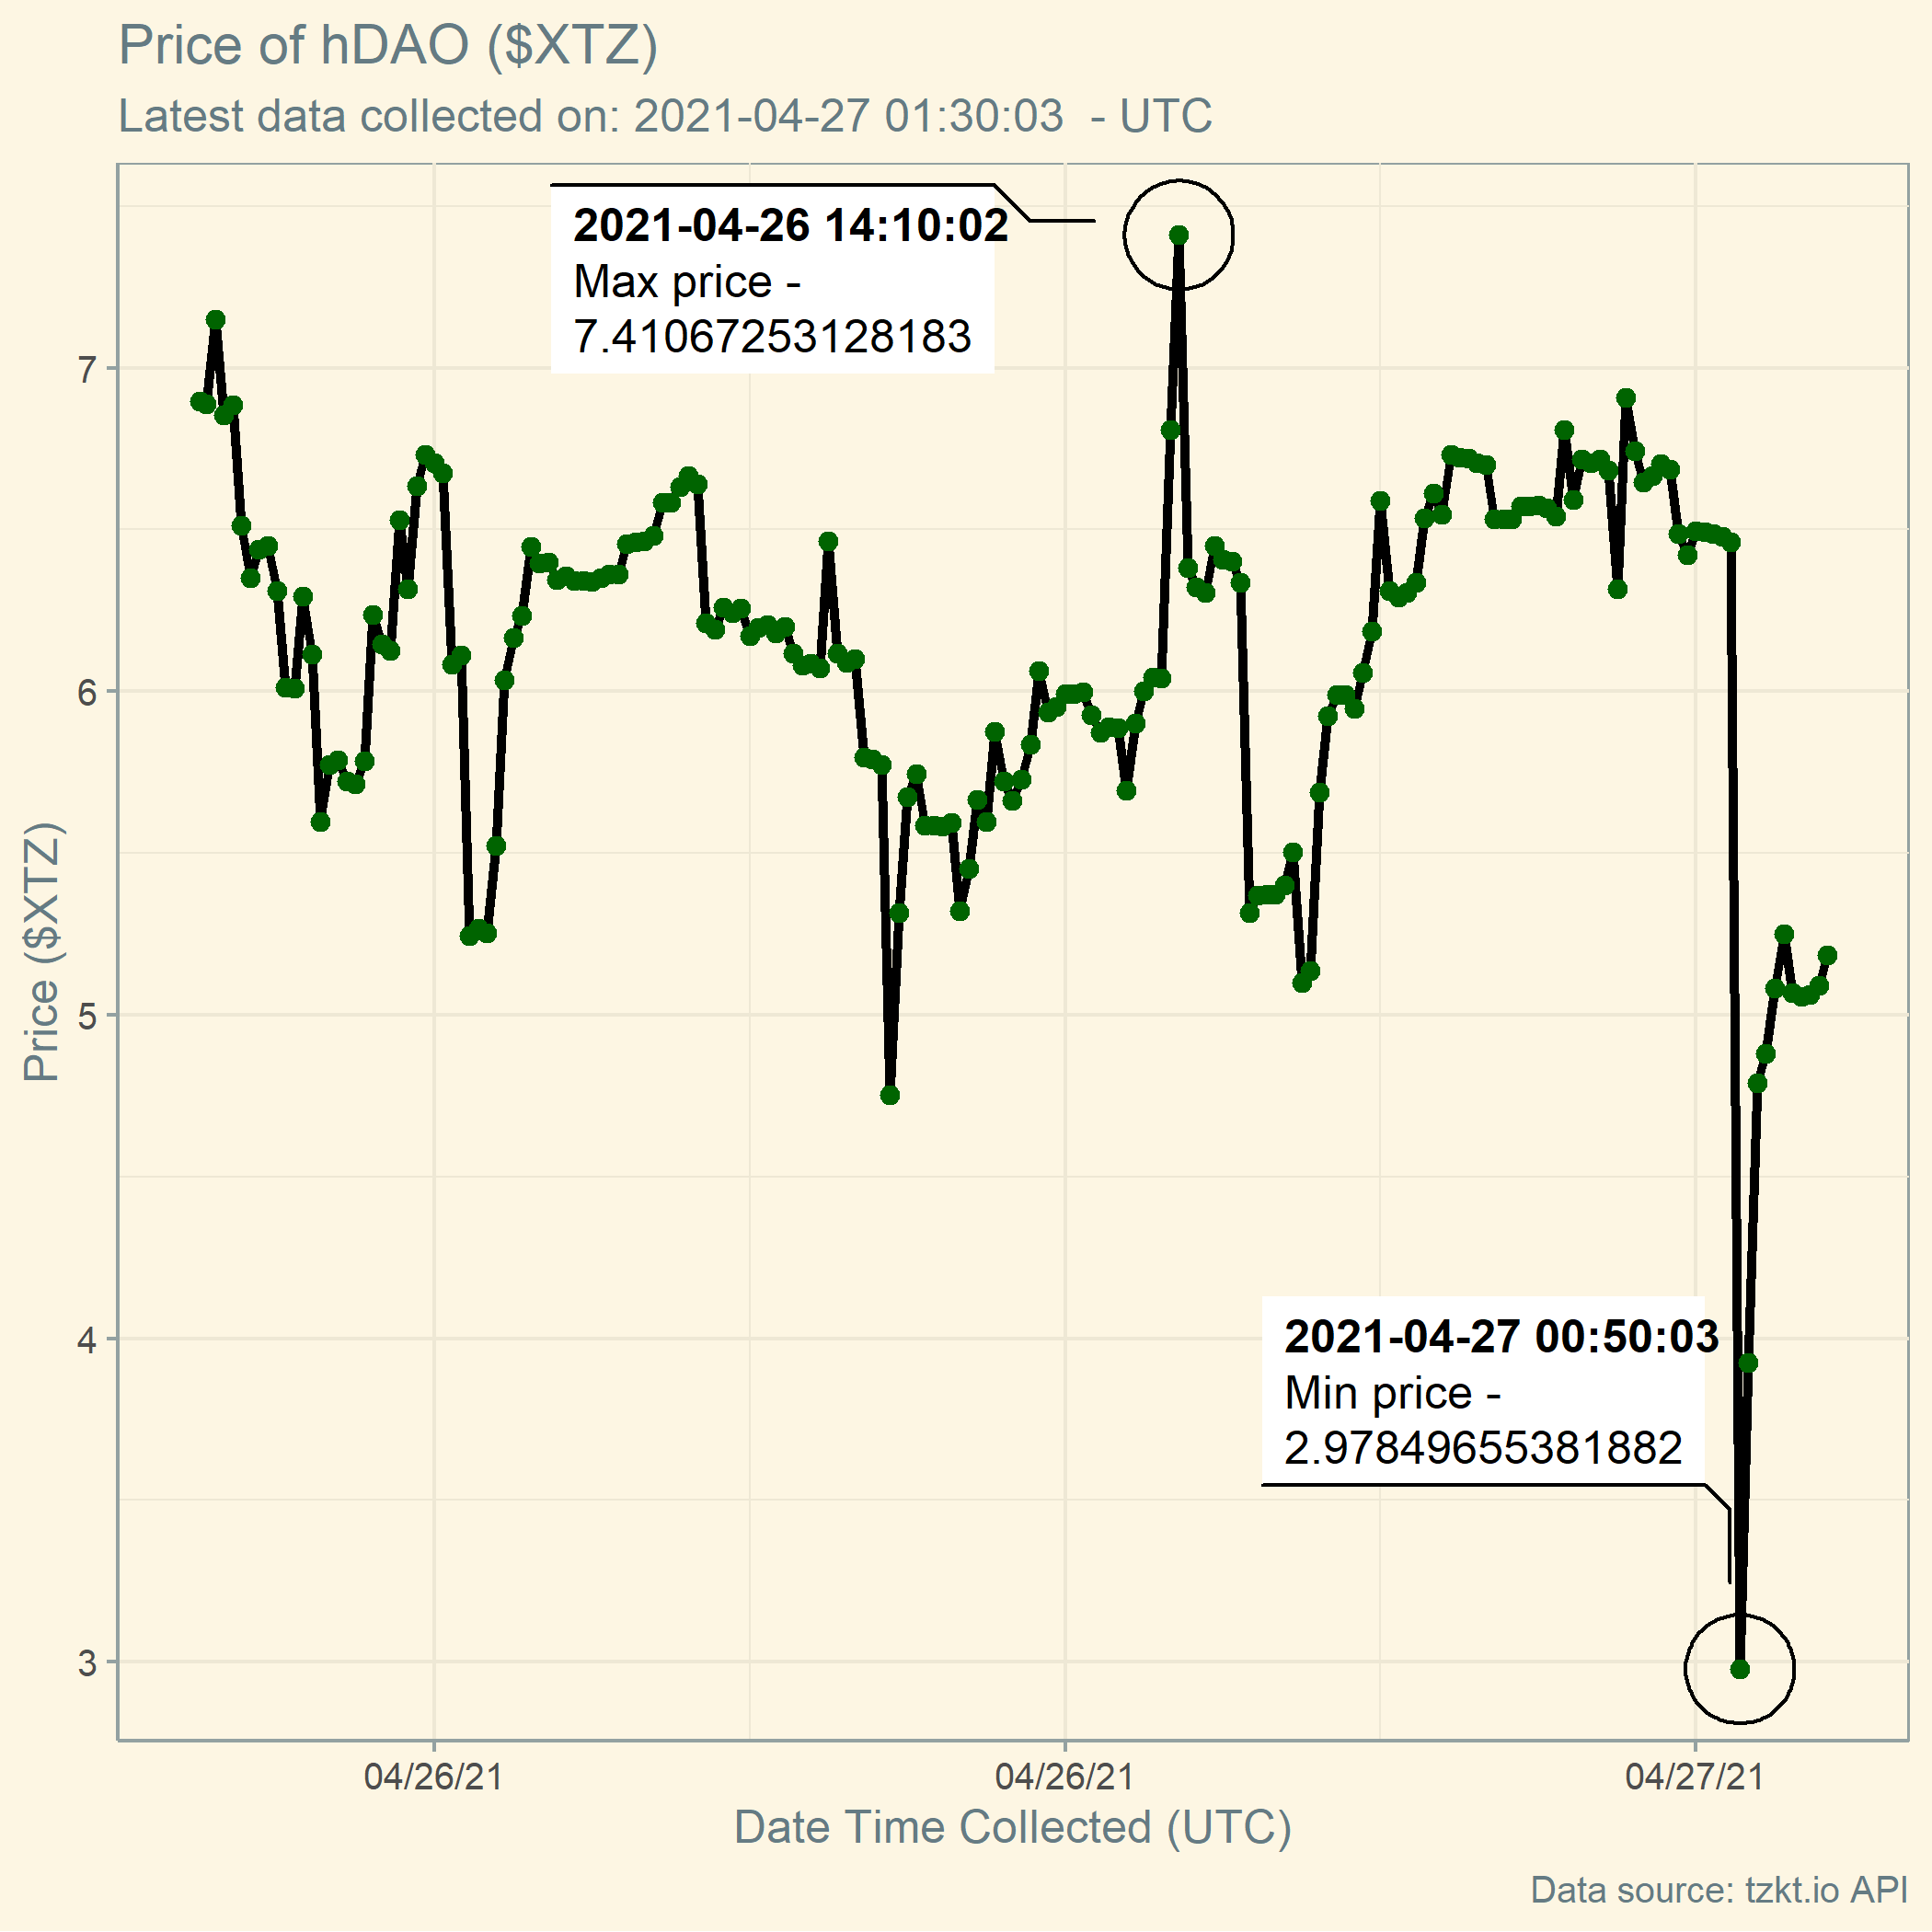 Price of hDAO ($XTZ)
Latest data collected on: 2021-04-27 01:30:03  - UTC
2021-04-26 14:10:02
Max price -
7.41067253128183
7
6
5
4
3
Price ($XTZ)
2021-04-27 00:50:03
Min price -
2.97849655381882
04/26/21
04/26/21
04/27/21
Date Time Collected (UTC)
Data source: tzkt.io API